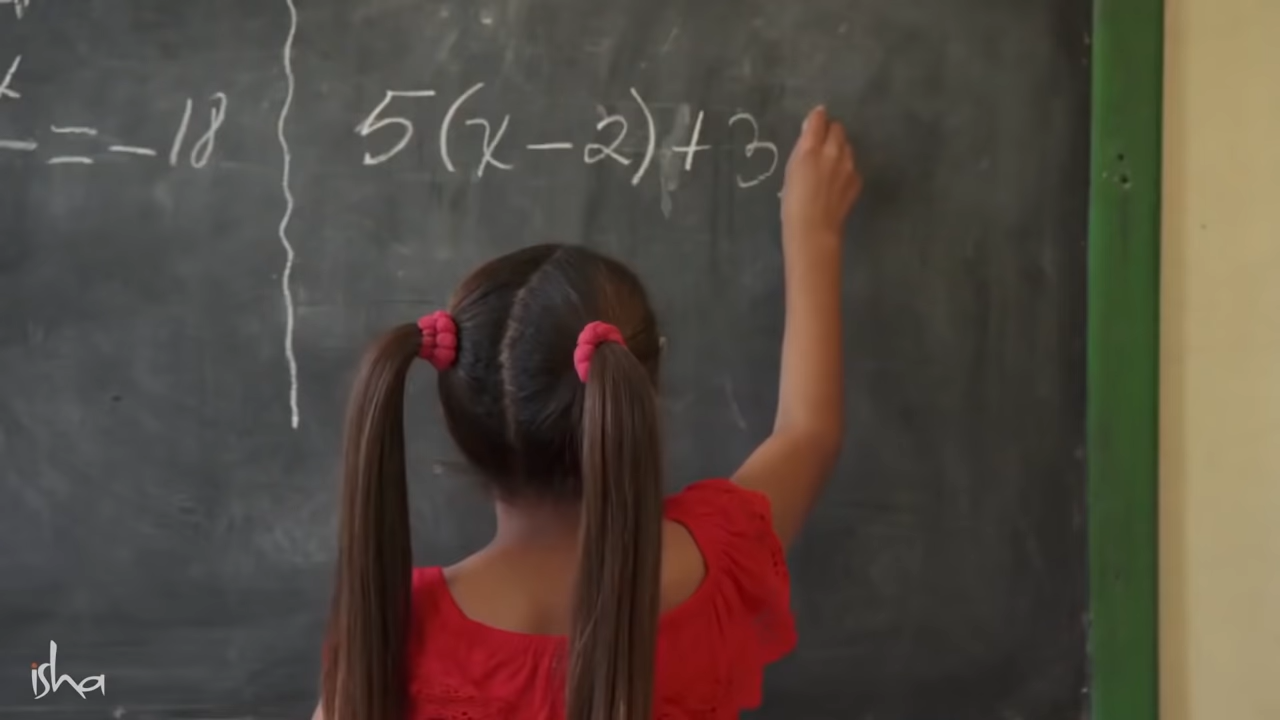 = -18
5(x-2)+3
isha